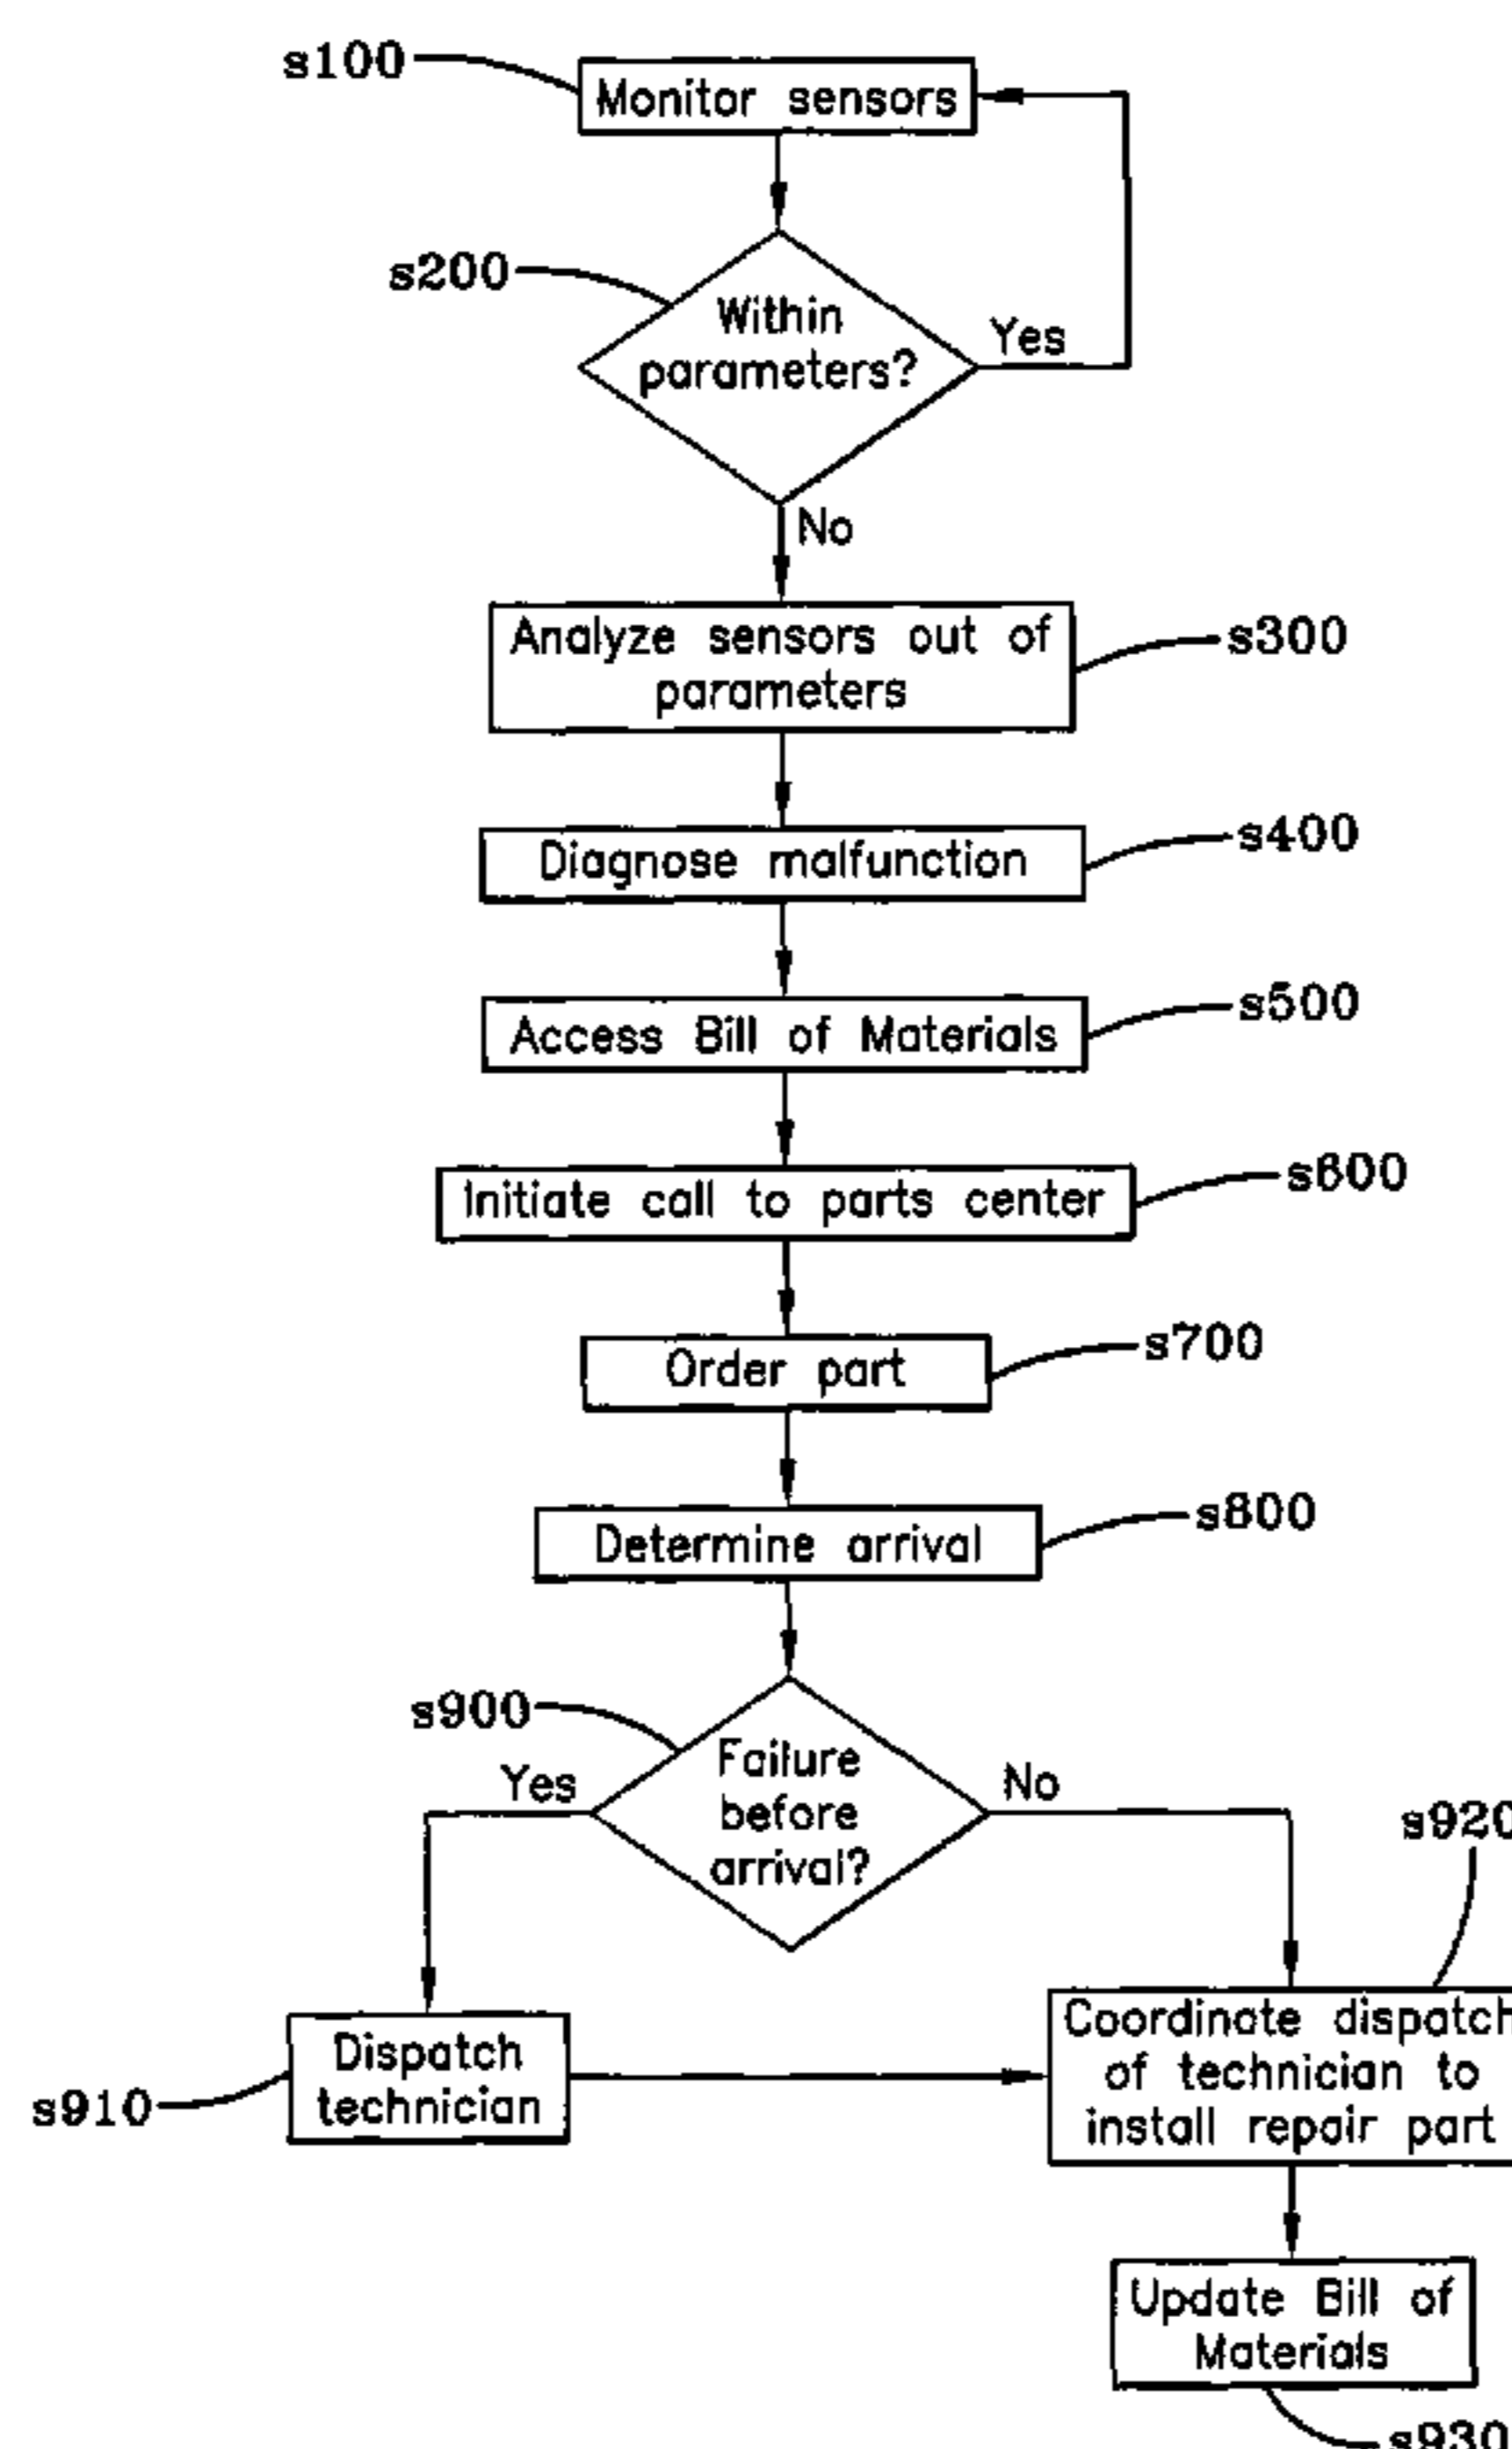 s100
Monitor sensors
s200
Within
parameters?
Yes
No
Analyze sensors out of
parameters
s300
Diagnose malfunction
s400
Access Bill of Materials
s500
Initiate call to parts center
s600
Order part
s700
Determine arrival
s800
s900
Failure
before
arrival?
Yes
No
s920
Dispatch
technician
s910
Coordinate dispatch
of technician to
install repair part
Update Bill of
Materials
s930